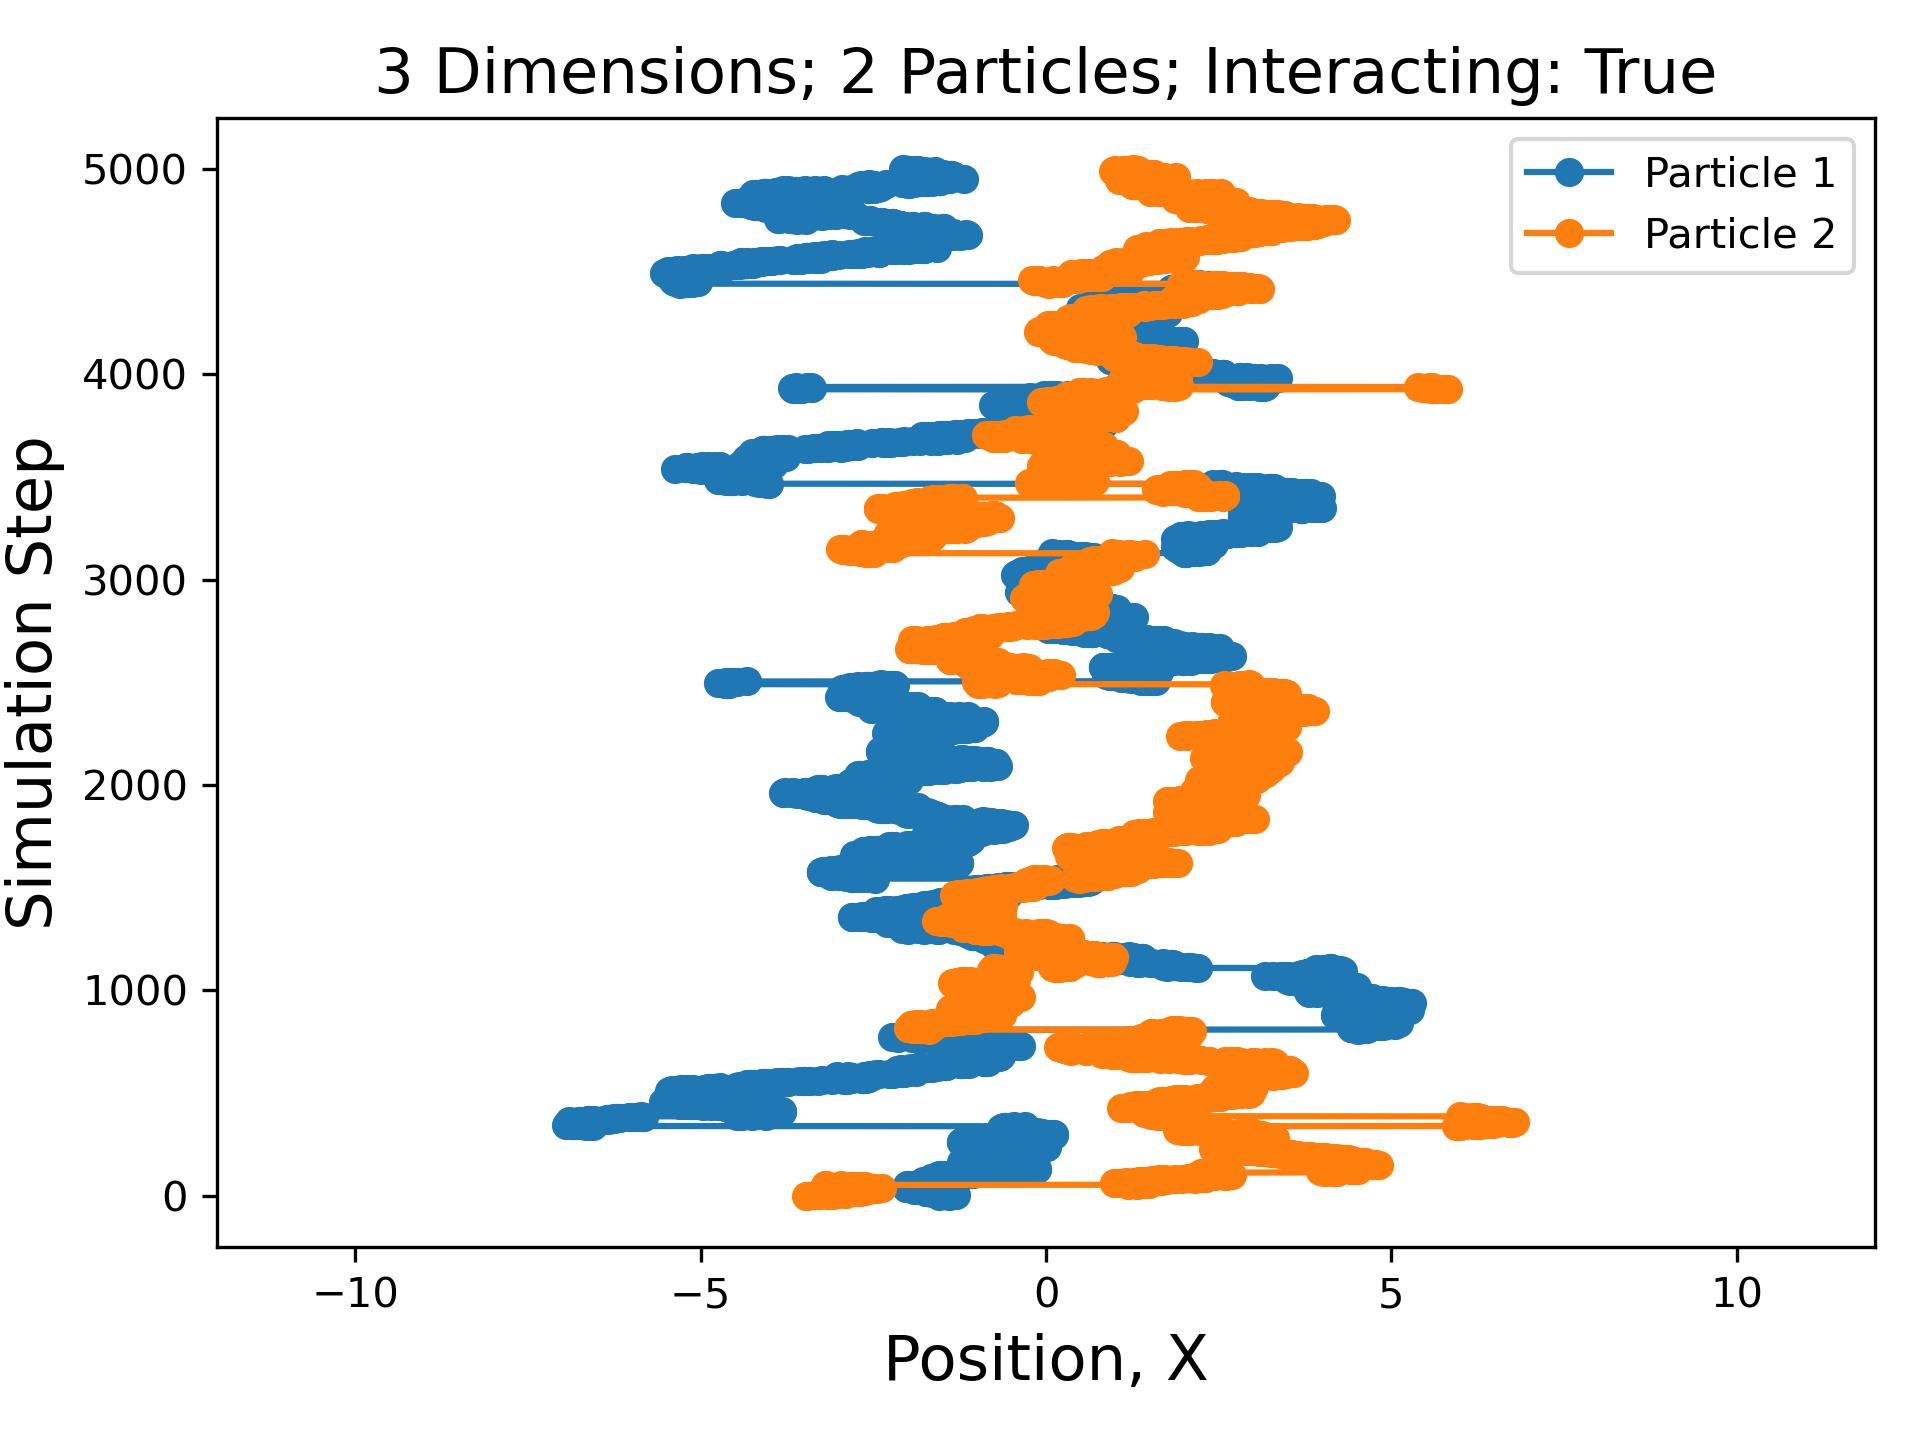 3 Dimensions; 2 Particles; Interacting: True
Particle 1
Particle 2
5000
4000
3000
2000
1000
0
Simulation Step
−10
−5
0
5
10
Position, X